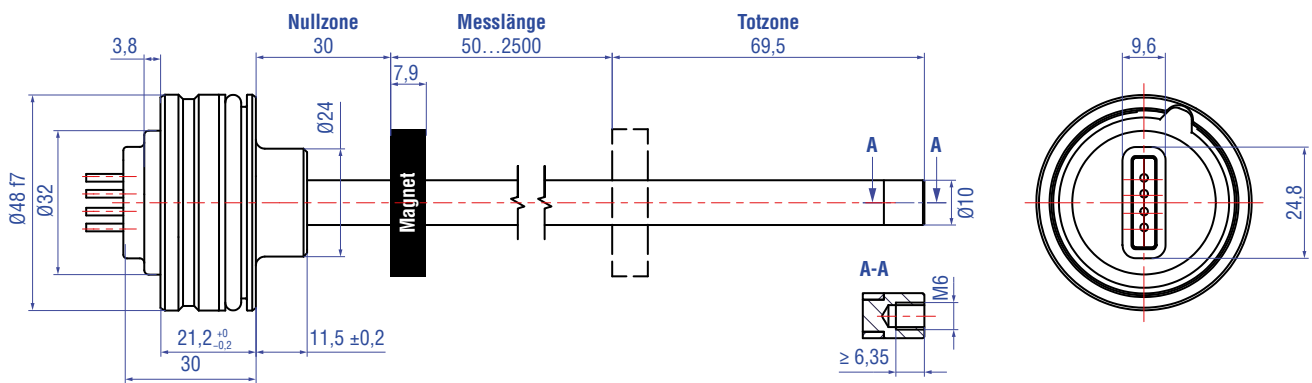 Nullzone
Messlänge
Totzone
3,8
30
50…2500
69,5
9,6
7,9
Ø24
A
A
Ø48 f7
Ø32
Magnet
Ø10
24,8
A-A
M6
21,2 +0 -0,2
11,5 ±0,2
≥ 6,35
30